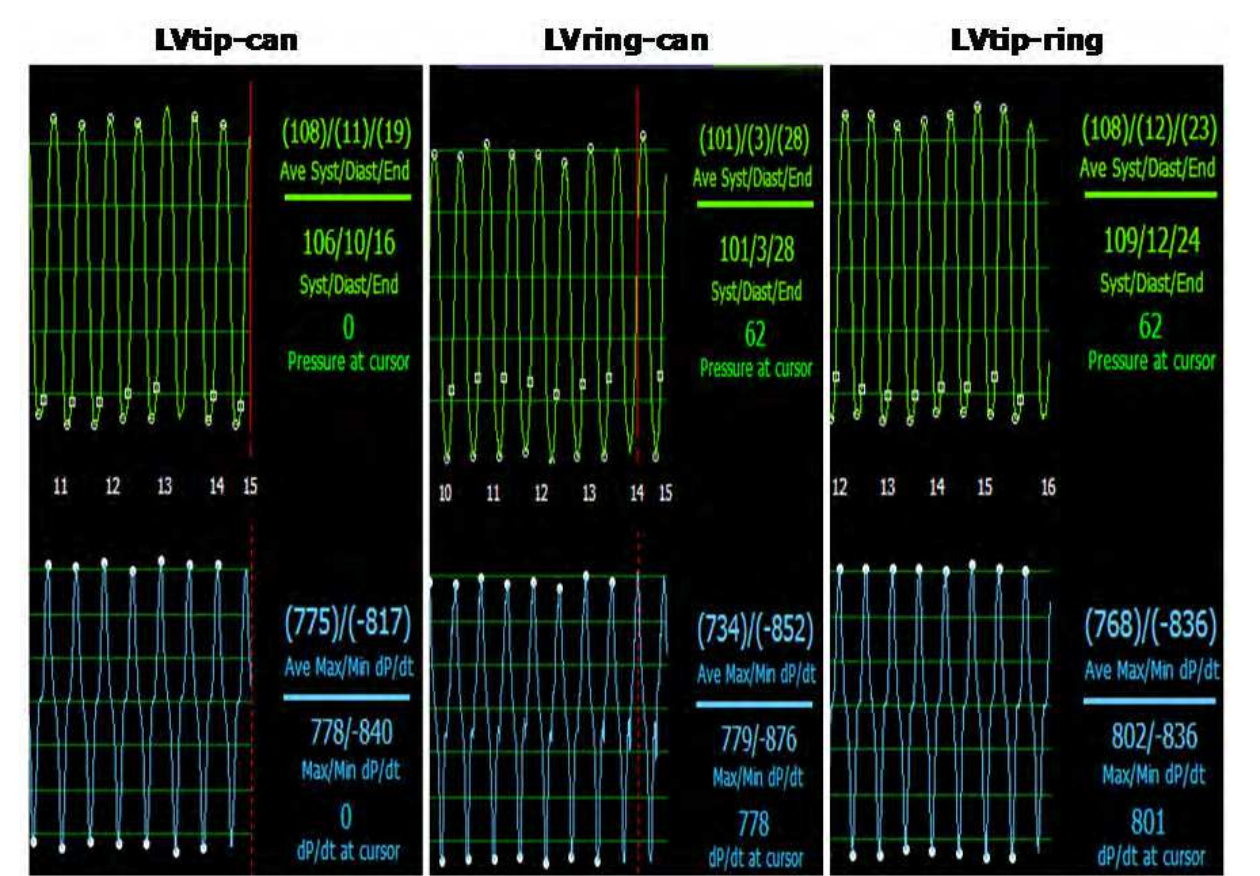 LVtip-can
(108)/(11)/(19)
Ave Syst/Diast/End
106/10/16
Syst/Diast/End
0
Pressure at cursor
11 12 13 14 15
(775)/(-817)
Ave Max/Min dP/dt
778/-840
Max/Min dP/dt
0
dP/dt at cursor
LVring-can
(101)/(3)/(28)
Ave Syst/Diast/End
101/3/28
Syst/Diast/End
62
Pressure at cursor
10 11 12 13 14 15
(734)/(-852)
Ave Max/Min dP/dt
779/-876
Max/Min dP/dt
778
dP/dt at cursor
LVtip-ring
(108)/(12)/(23)
Ave Syst/Diast/End
109/12/24
Syst/Diast/End
62
Pressure at cursor
12 13 14 15 16
(768)/(-836)
Ave Max/Min dP/dt
802/-836
Max/Min dP/dt
801
dP/dt at cursor